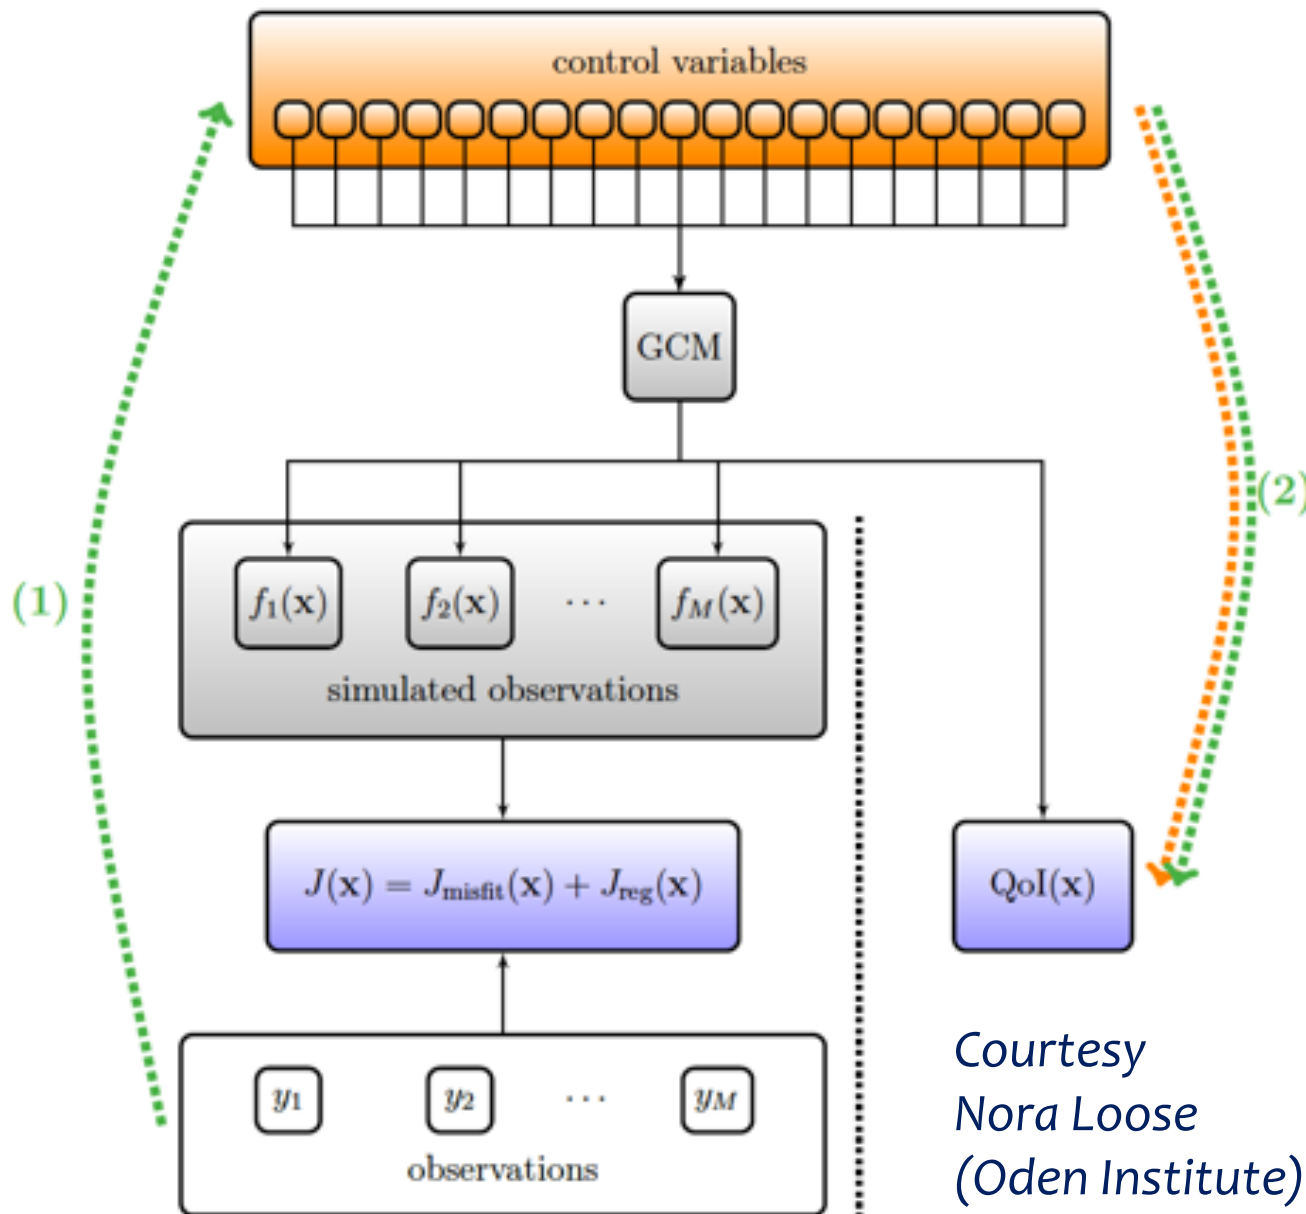 control variables
GCM
(2)
(1)
f₁(x) f₂(x) ··· f_M(x)
simulated observations
J(x) = J_misfit(x) + J_reg(x)
QoI(x)
y₁ y₂ ··· y_M
observations
Courtesy
Nora Loose
(Oden Institute)